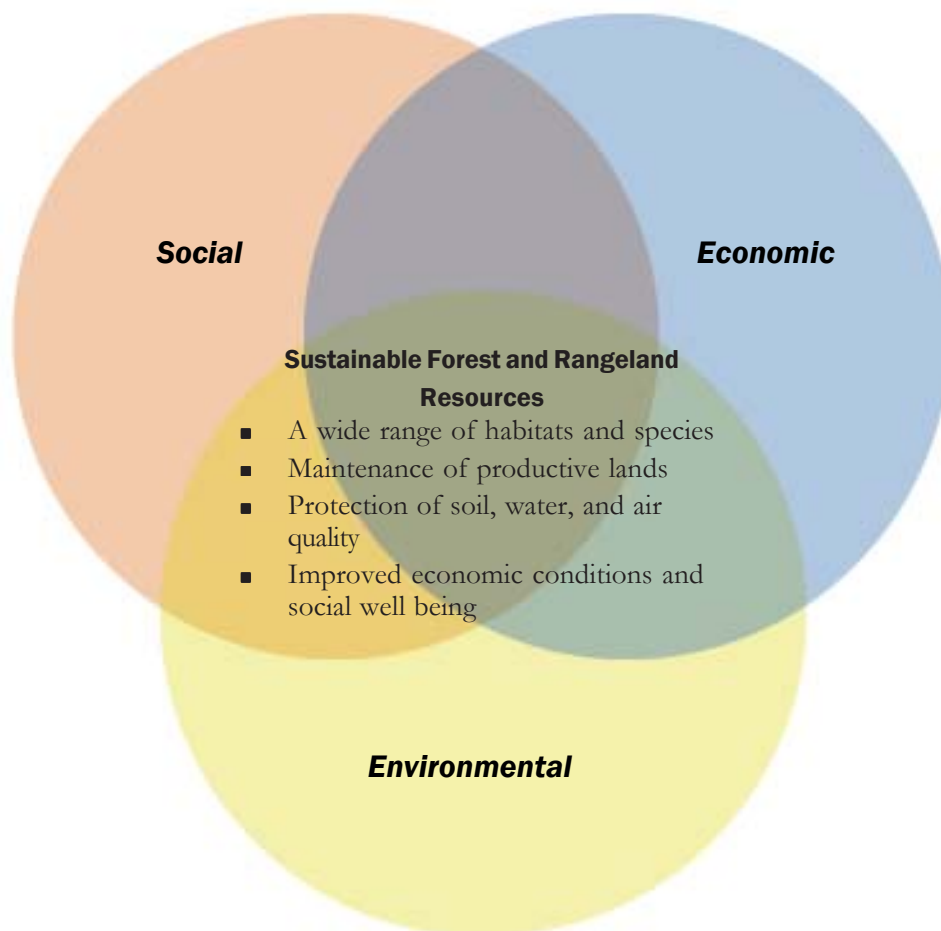 Social
Economic
Sustainable Forest and Rangeland
Resources
▪ A wide range of habitats and species
▪ Maintenance of productive lands
▪ Protection of soil, water, and air
quality
▪ Improved economic conditions and
social well being
Environmental